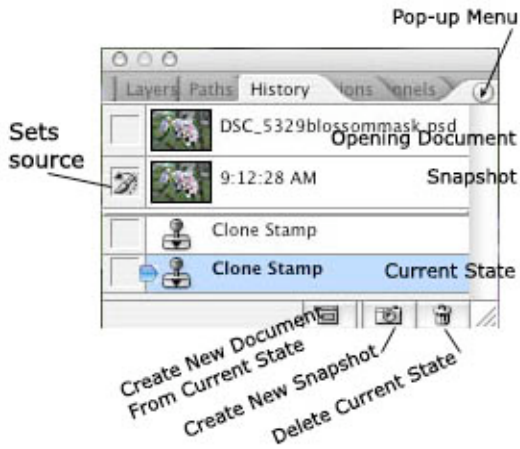 Pop-up Menu
Layers Paths History
DSC_5329blossommask.psd
Opening Document
Sets
source
9:12:28 AM
Snapshot
Clone Stamp
Clone Stamp
Current State
Create New Document
From Current State
Create New Snapshot
Delete Current State